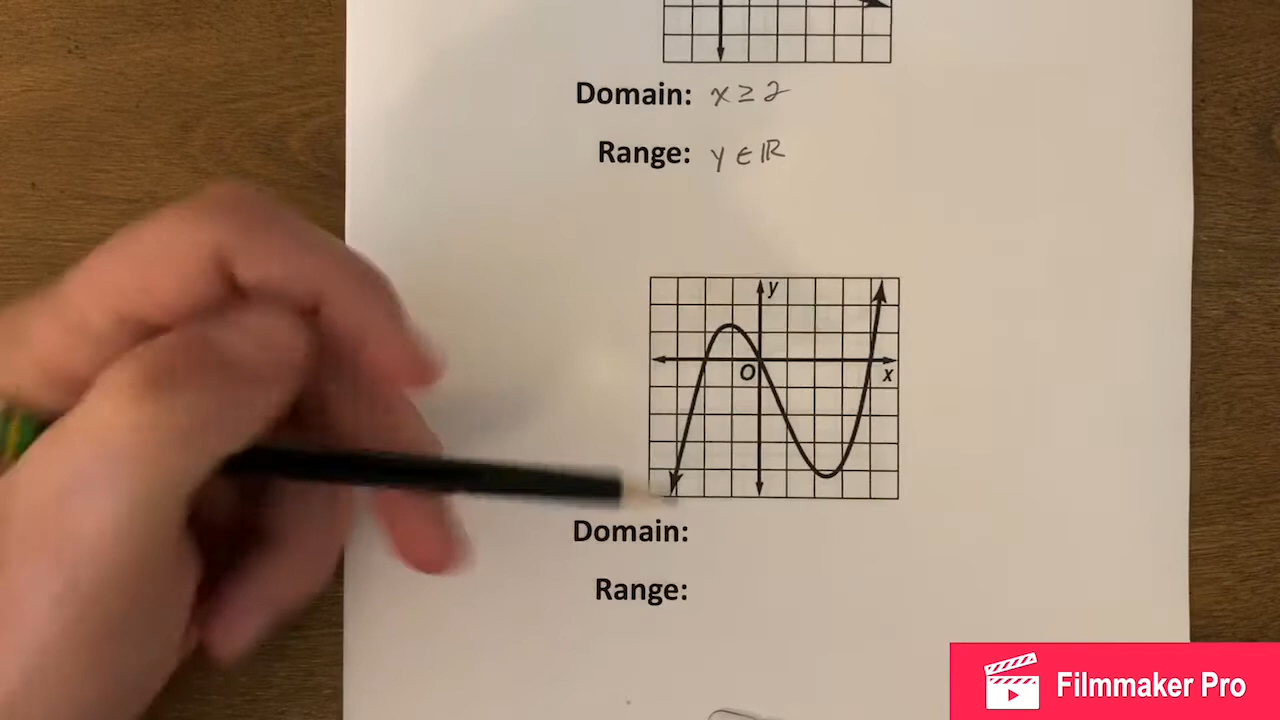 Domain: x ≥ 2
Range: y ∈ ℝ
y
O
x
Domain:
Range:
Filmmaker Pro